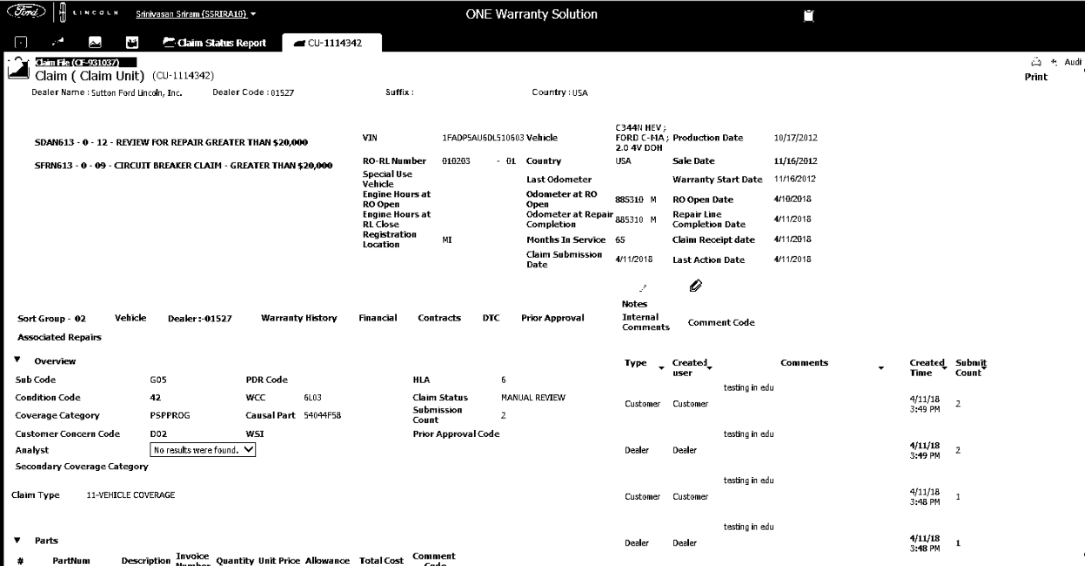 Ford LINCOLN Srinivasan Sriram (SSRIRA10) ONE Warranty Solution
Claim Status Report CU-1114342
Claim File (CF-931037)
Claim ( Claim Unit) (CU-1114342)
Audi
Print
Dealer Name : Sutton Ford Lincoln, Inc. Dealer Code : 01527 Suffix : Country : USA
SDAN613 - 0 - 12 - REVIEW FOR REPAIR GREATER THAN $20,000
SFRN613 - 0 - 09 - CIRCUIT BREAKER CLAIM - GREATER THAN $20,000
VIN 1FADP5AU6DL510603 Vehicle C344N HEV ; FORD C-MA ; 2.0 4V DOH Production Date 10/17/2012
RO-RL Number 010203 - 01 Country USA Sale Date 11/16/2012
Special Use Vehicle Last Odometer Warranty Start Date 11/16/2012
Engine Hours at RO Open Odometer at RO Open 885310 M RO Open Date 4/10/2018
Engine Hours at RL Close Odometer at Repair Completion 885310 M Repair Line Completion Date 4/11/2018
Registration Location MI Months In Service 65 Claim Receipt date 4/11/2018
Claim Submission Date 4/11/2018 Last Action Date 4/11/2018
Notes
Sort Group - 02 Vehicle Dealer :-01527 Warranty History Financial Contracts DTC Prior Approval Internal Comments Comment Code
Associated Repairs
Overview
Sub Code G05 PDR Code HLA 6
Condition Code 42 WCC 6L03 Claim Status MANUAL REVIEW
Coverage Category PSPPROG Causal Part 54044F58 Submission Count 2
Customer Concern Code D02 WSI Prior Approval Code
Analyst No results were found.
Secondary Coverage Category
Claim Type 11-VEHICLE COVERAGE
Type Created user Comments Created Time Submit Count
testing in edu
Customer Customer 4/11/18 3:49 PM 2
testing in edu
Dealer Dealer 4/11/18 3:49 PM 2
testing in edu
Customer Customer 4/11/18 3:48 PM 1
testing in edu
Dealer Dealer 4/11/18 3:48 PM 1
Parts
# PartNum Description Invoice Number Quantity Unit Price Allowance Total Cost Comment Code